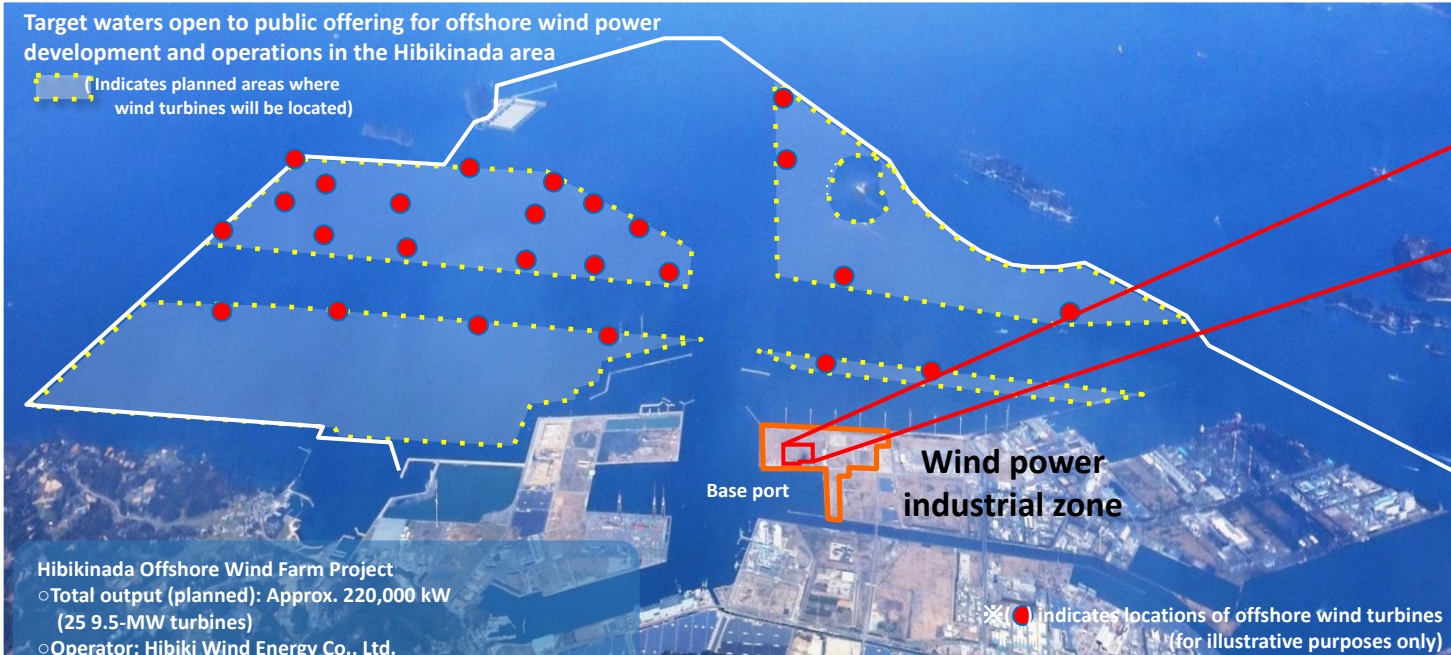 Target waters open to public offering for offshore wind power
development and operations in the Hibikinada area
( Indicates planned areas where
wind turbines will be located)
Base port
Wind power
industrial zone
Hibikinada Offshore Wind Farm Project
○Total output (planned): Approx. 220,000 kW
(25 9.5-MW turbines)
○Operator: Hibiki Wind Energy Co., Ltd.
※( ) indicates locations of offshore wind turbines
(for illustrative purposes only)